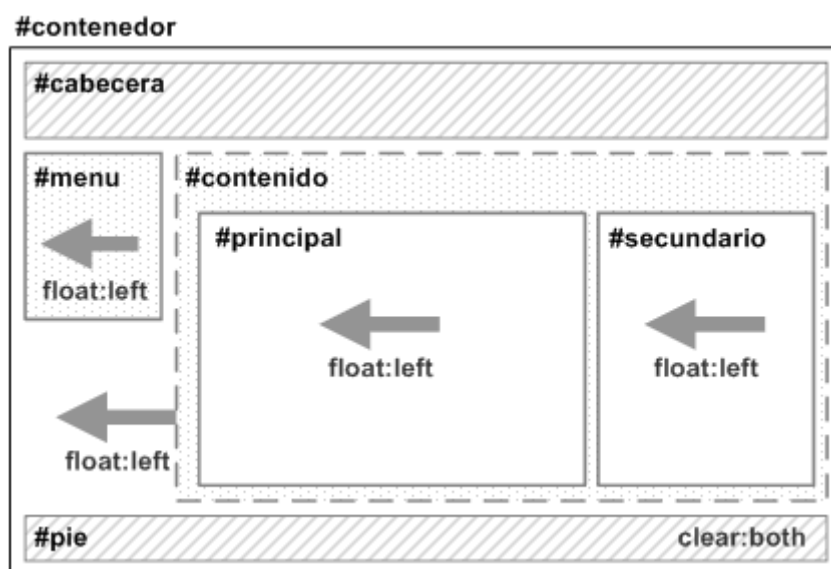 #contenedor
#cabecera
#menu
float:left
#contenido
#principal
float:left
#secundario
float:left
float:left
#pie
clear:both